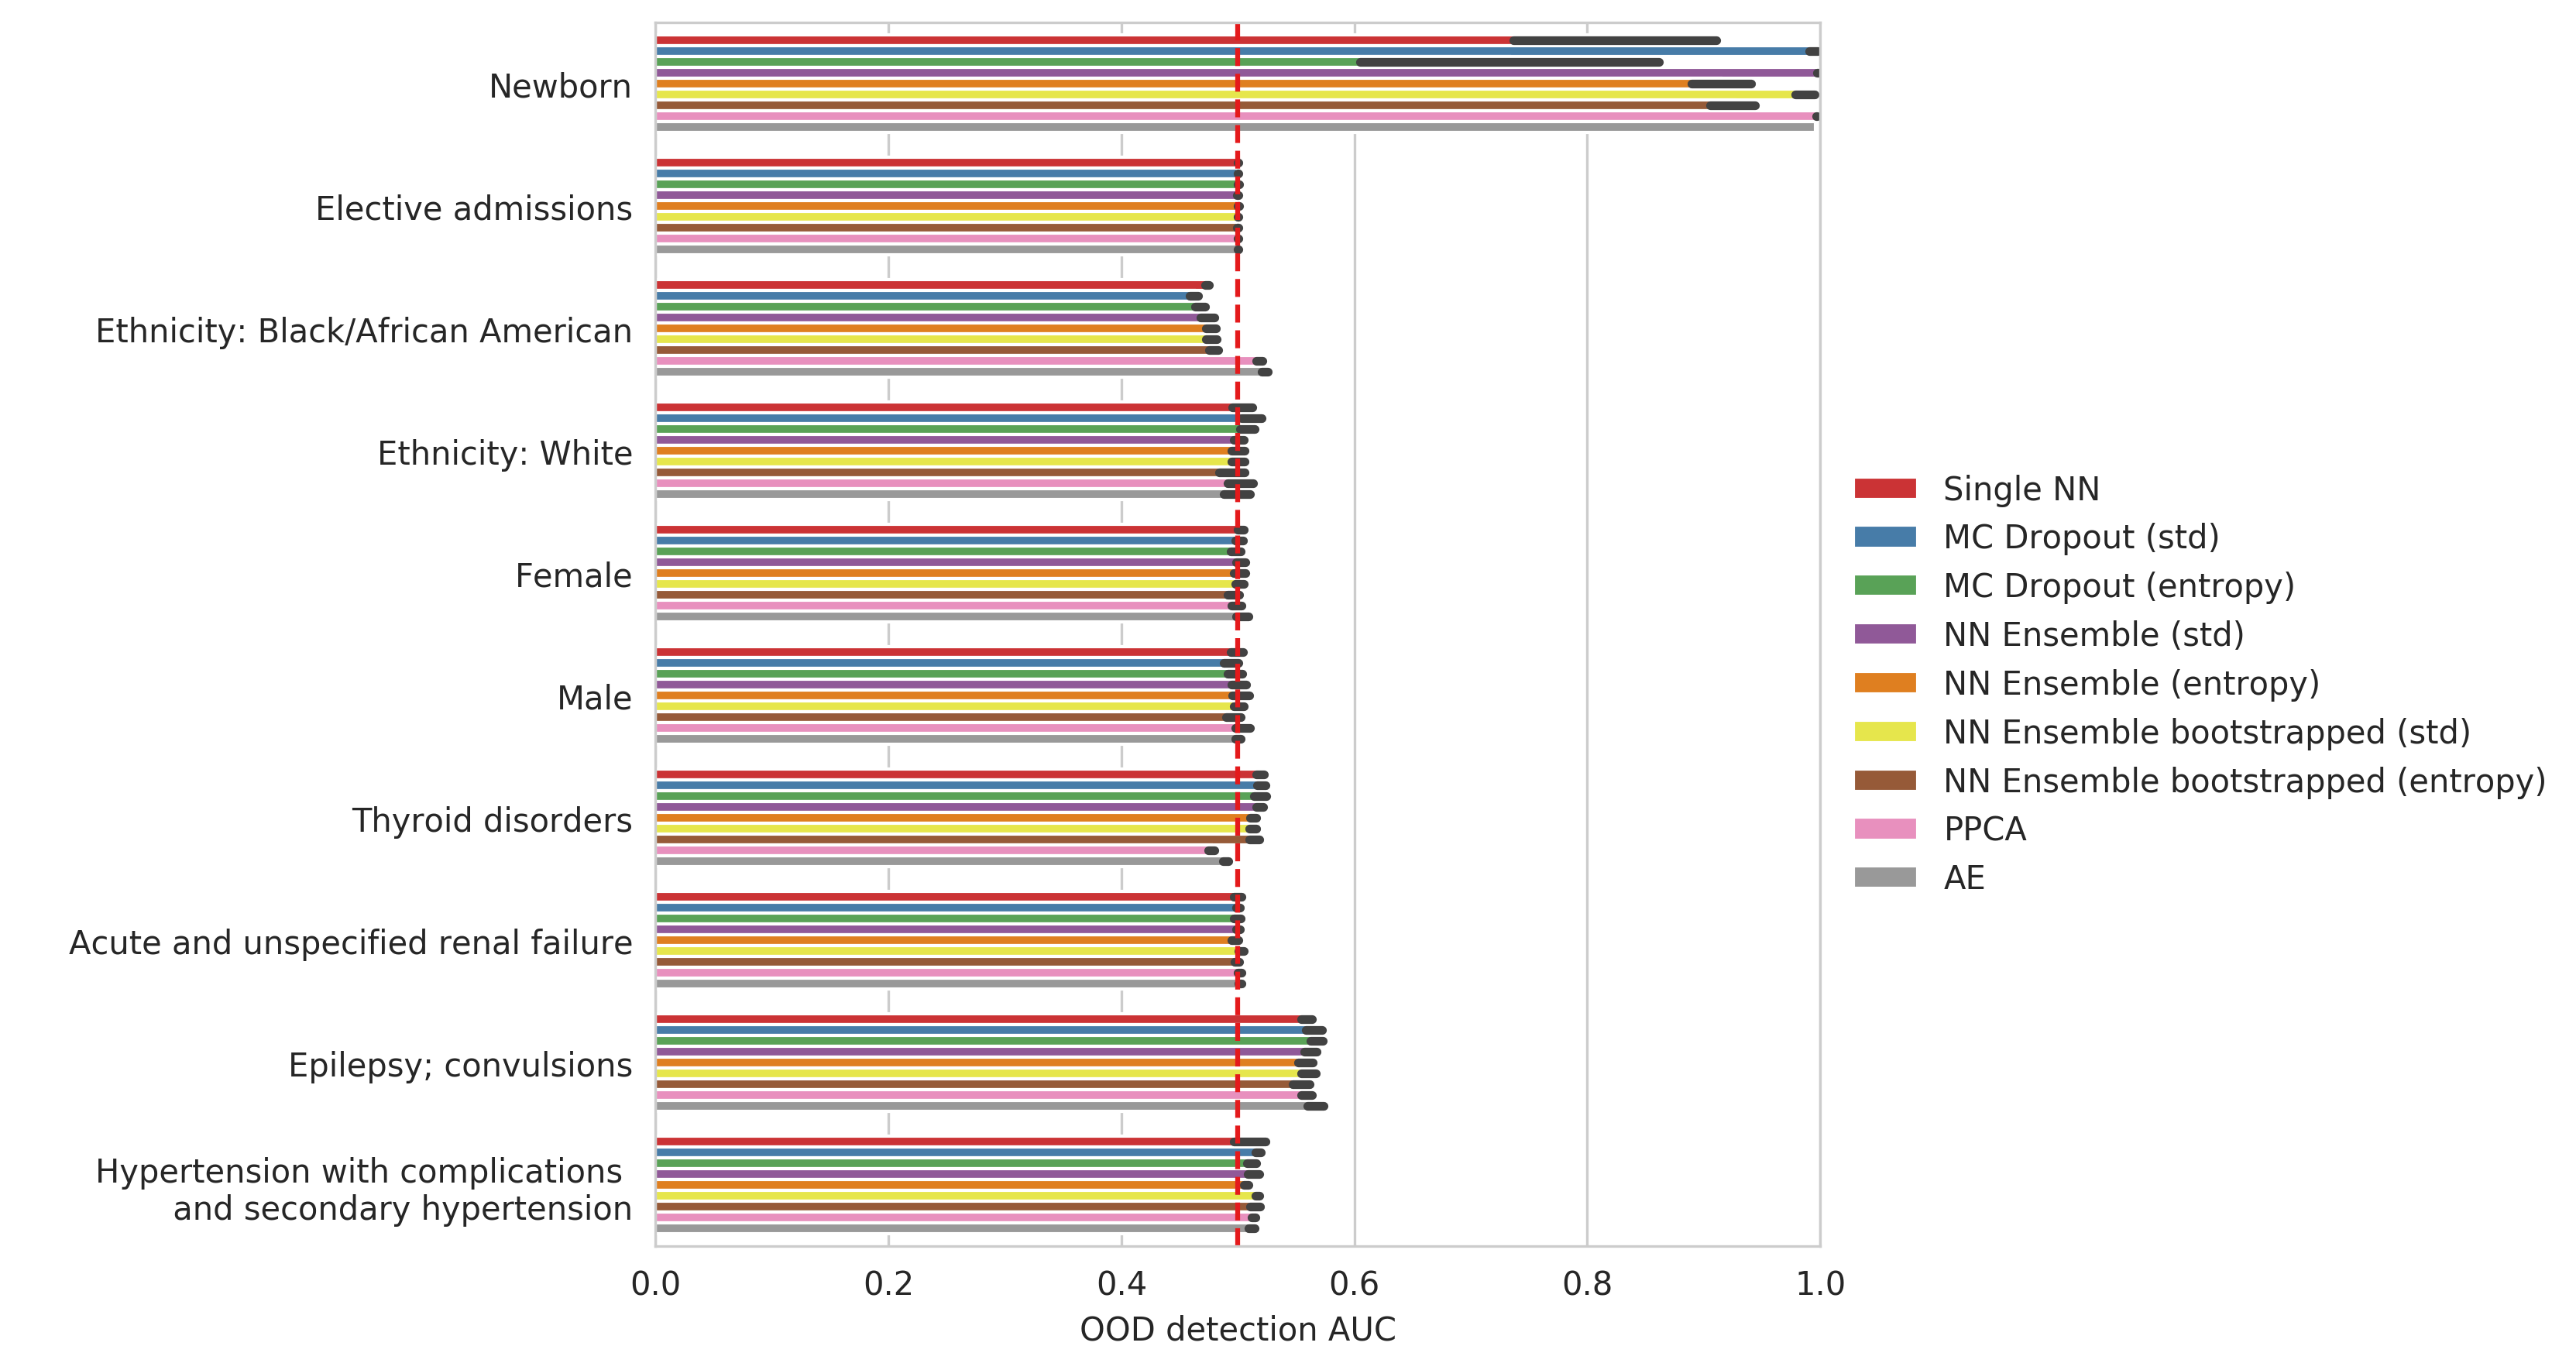 Newborn
Elective admissions
Ethnicity: Black/African American
Ethnicity: White
Female
Male
Thyroid disorders
Acute and unspecified renal failure
Epilepsy; convulsions
Hypertension with complications
and secondary hypertension
0.0 0.2 0.4 0.6 0.8 1.0
OOD detection AUC
Single NN
MC Dropout (std)
MC Dropout (entropy)
NN Ensemble (std)
NN Ensemble (entropy)
NN Ensemble bootstrapped (std)
NN Ensemble bootstrapped (entropy)
PPCA
AE